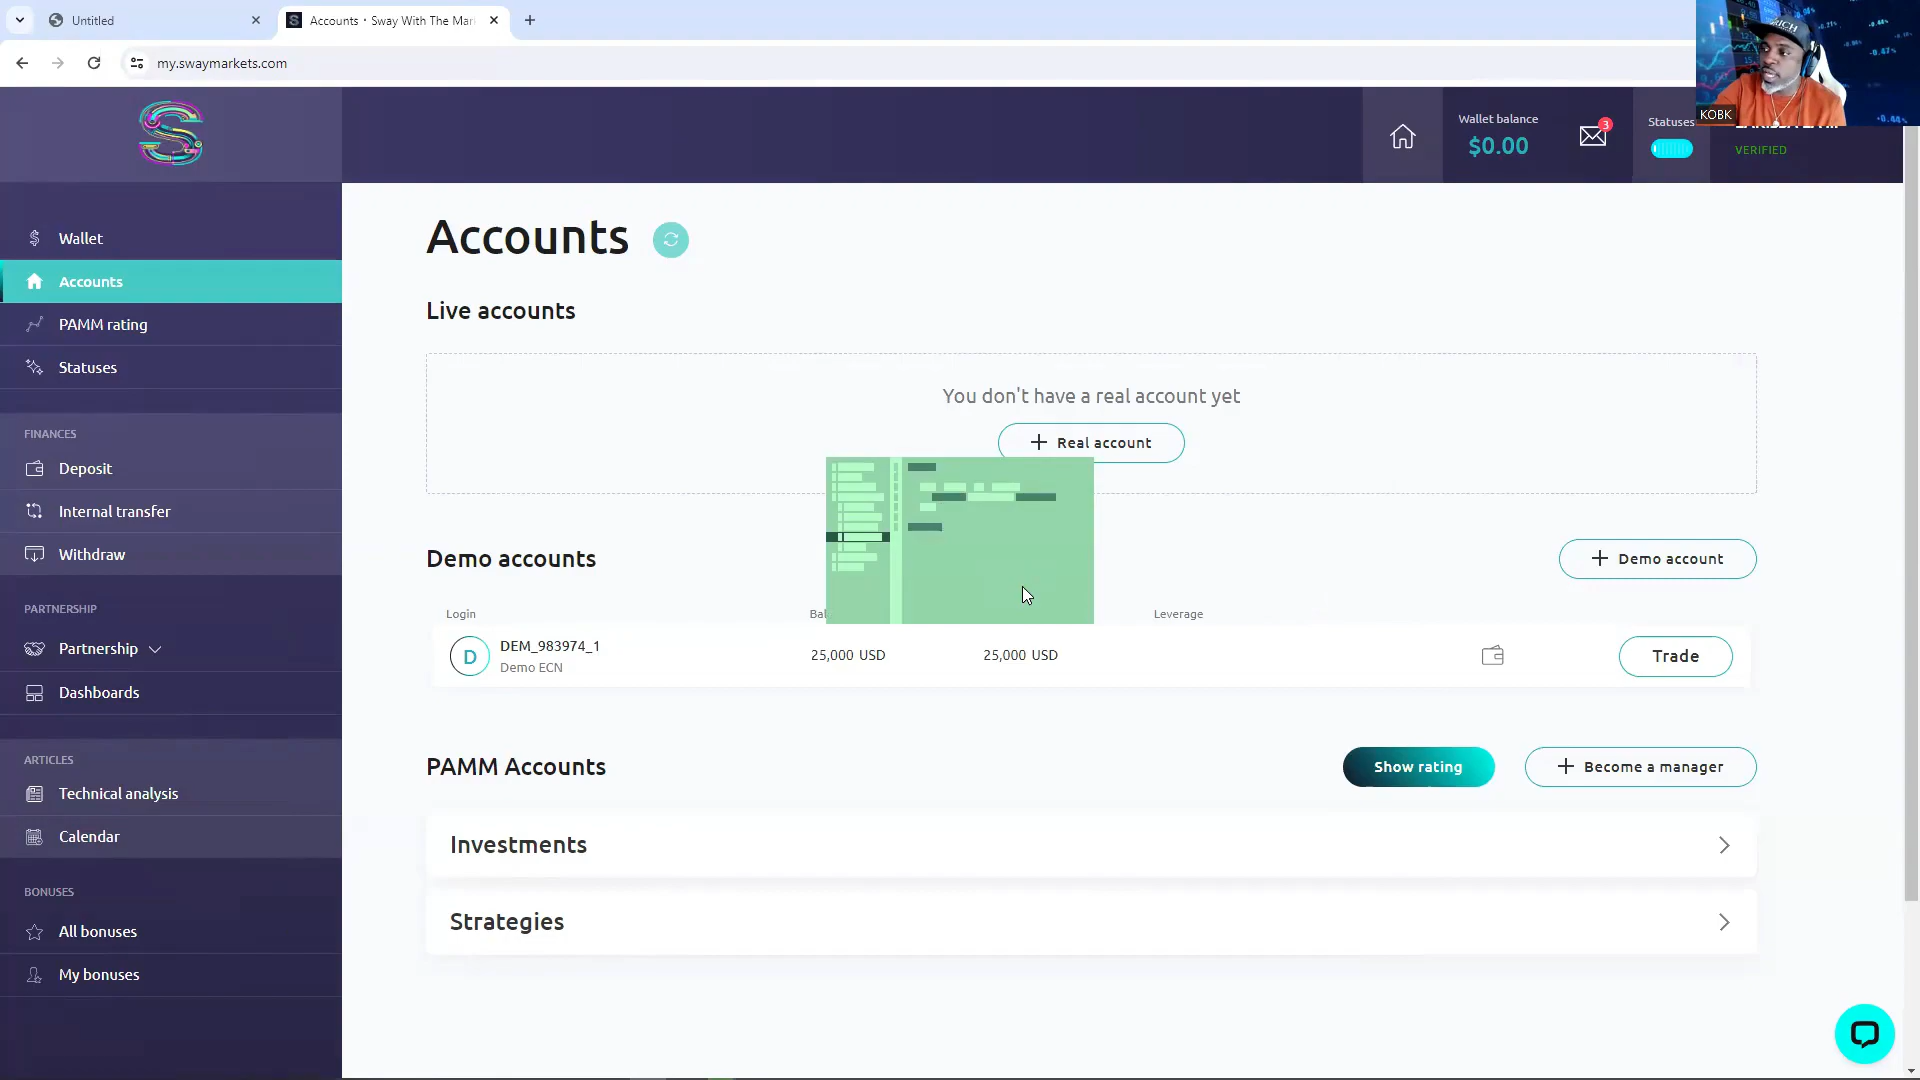 Untitled
Accounts · Sway With The Mar
my.swaymarkets.com
RICH
KOBK
Wallet balance
$0.00
3
Statuses
VERIFIED
Wallet
Accounts
PAMM rating
Statuses
FINANCES
Deposit
Internal transfer
Withdraw
PARTNERSHIP
Partnership
Dashboards
ARTICLES
Technical analysis
Calendar
BONUSES
All bonuses
My bonuses
Accounts
Live accounts
You don't have a real account yet
+ Real account
Demo accounts
+ Demo account
Login
Bal
Leverage
D
DEM_983974_1
Demo ECN
25,000 USD
25,000 USD
Trade
PAMM Accounts
Show rating
+ Become a manager
Investments
Strategies